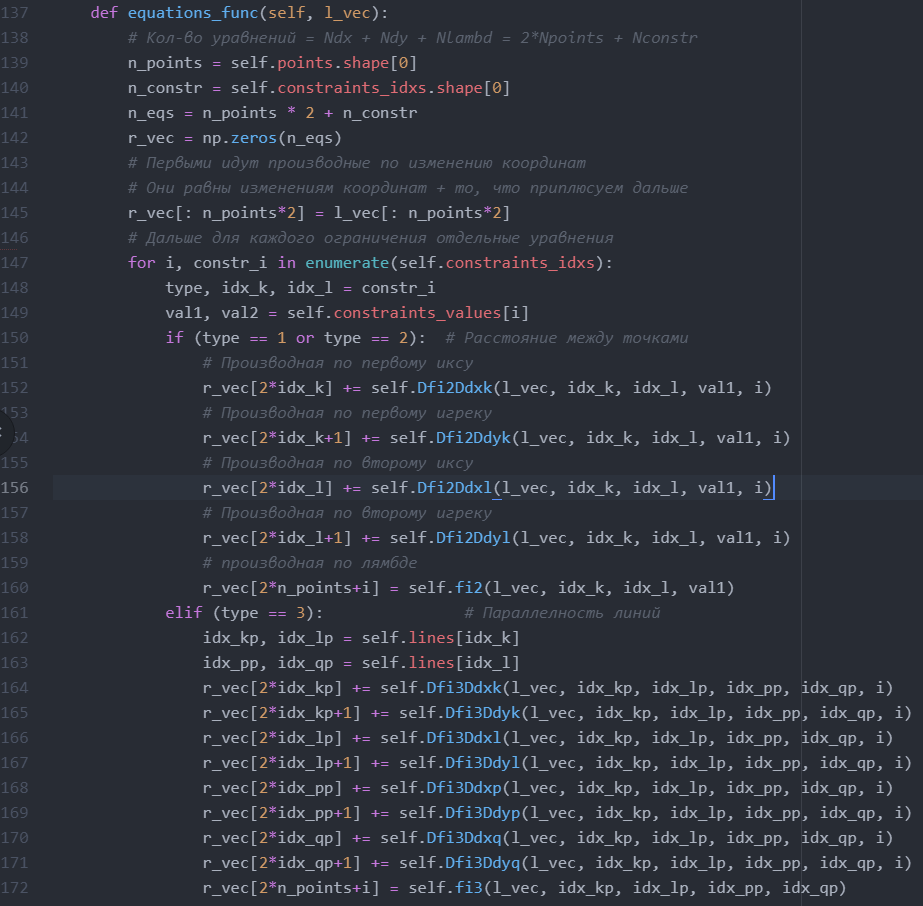 137 def equations_func(self, l_vec):
138 # Кол-во уравнений = Ndx + Ndy + Nlambd = 2*Npoints + Nconstr
139 n_points = self.points.shape[0]
140 n_constr = self.constraints_idxs.shape[0]
141 n_eqs = n_points * 2 + n_constr
142 r_vec = np.zeros(n_eqs)
143 # Первыми идут производные по изменению координат
144 # Они равны изменениям координат + то, что приплюсуем дальше
145 r_vec[: n_points*2] = l_vec[: n_points*2]
146 # Дальше для каждого ограничения отдельные уравнения
147 for i, constr_i in enumerate(self.constraints_idxs):
148 type, idx_k, idx_l = constr_i
149 val1, val2 = self.constraints_values[i]
150 if (type == 1 or type == 2): # Расстояние между точками
151 # Производная по первому иксу
152 r_vec[2*idx_k] += self.Dfi2Ddxk(l_vec, idx_k, idx_l, val1, i)
153 # Производная по первому игреку
54 r_vec[2*idx_k+1] += self.Dfi2Ddyk(l_vec, idx_k, idx_l, val1, i)
155 # Производная по второму иксу
156 r_vec[2*idx_l] += self.Dfi2Ddxl(l_vec, idx_k, idx_l, val1, i)
157 # Производная по второму игреку
158 r_vec[2*idx_l+1] += self.Dfi2Ddyl(l_vec, idx_k, idx_l, val1, i)
159 # производная по лямбде
160 r_vec[2*n_points+i] = self.fi2(l_vec, idx_k, idx_l, val1)
161 elif (type == 3): # Параллелность линий
162 idx_kp, idx_lp = self.lines[idx_k]
163 idx_pp, idx_qp = self.lines[idx_l]
164 r_vec[2*idx_kp] += self.Dfi3Ddxk(l_vec, idx_kp, idx_lp, idx_pp, idx_qp, i)
165 r_vec[2*idx_kp+1] += self.Dfi3Ddyk(l_vec, idx_kp, idx_lp, idx_pp, idx_qp, i)
166 r_vec[2*idx_lp] += self.Dfi3Ddxl(l_vec, idx_kp, idx_lp, idx_pp, idx_qp, i)
167 r_vec[2*idx_lp+1] += self.Dfi3Ddyl(l_vec, idx_kp, idx_lp, idx_pp, idx_qp, i)
168 r_vec[2*idx_pp] += self.Dfi3Ddxp(l_vec, idx_kp, idx_lp, idx_pp, idx_qp, i)
169 r_vec[2*idx_pp+1] += self.Dfi3Ddyp(l_vec, idx_kp, idx_lp, idx_pp, idx_qp, i)
170 r_vec[2*idx_qp] += self.Dfi3Ddxq(l_vec, idx_kp, idx_lp, idx_pp, idx_qp, i)
171 r_vec[2*idx_qp+1] += self.Dfi3Ddyq(l_vec, idx_kp, idx_lp, idx_pp, idx_qp, i)
172 r_vec[2*n_points+i] = self.fi3(l_vec, idx_kp, idx_lp, idx_pp, idx_qp)